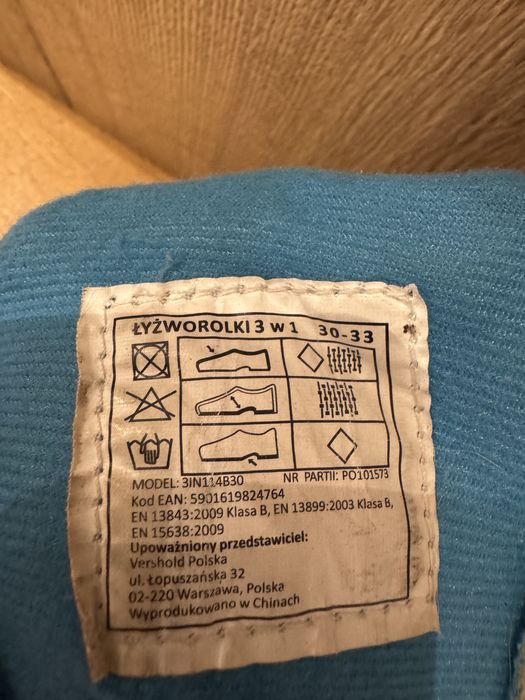 ŁYŻWOROLKI 3 w 1 30-33
MODEL: 3IN114B30 NR PARTII: PO101573
Kod EAN: 5901619824764
EN 13843:2009 Klasa B, EN 13899:2003 Klasa B,
EN 15638:2009
Upoważniony przedstawiciel:
Vershold Polska
ul. Łopuszańska 32
02-220 Warszawa, Polska
Wyprodukowano w Chinach